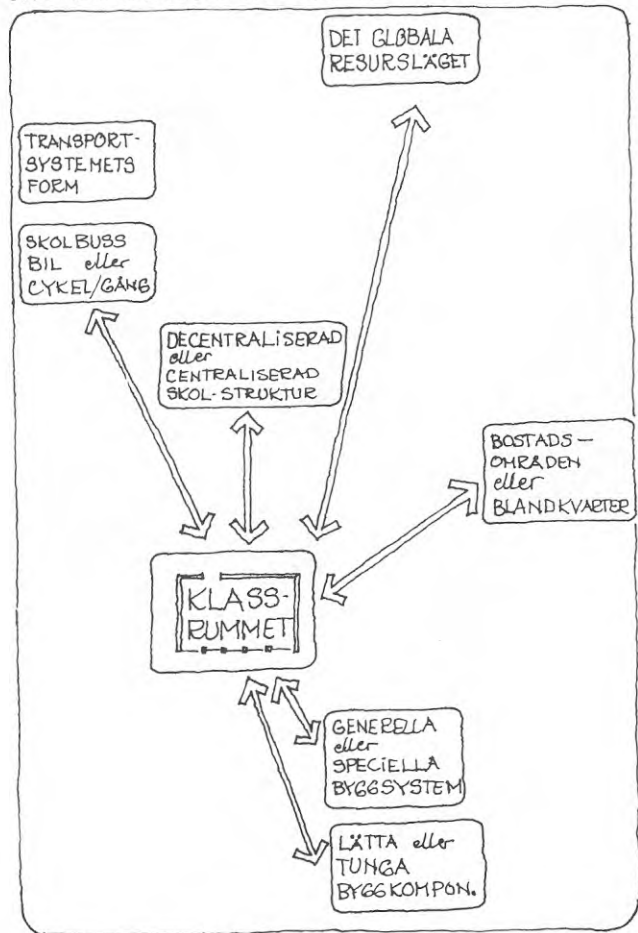 DET GLOBALA
RESURSLÄGET
TRANSPORT-
SYSTEMETS
FORM
SKOLBUSS
BIL eller
CYKEL/GÅNG
DECENTRALISERAD
eller
CENTRALISERAD
SKOL-STRUKTUR
BOSTADS-
OMRÅDEN
eller
BLANDKVARTER
KLASS-
RUMMET
GENERELLA
eller
SPECIELLA
BYGGSYSTEM
LÄTTA eller
TUNGA
BYGGKOMPON.